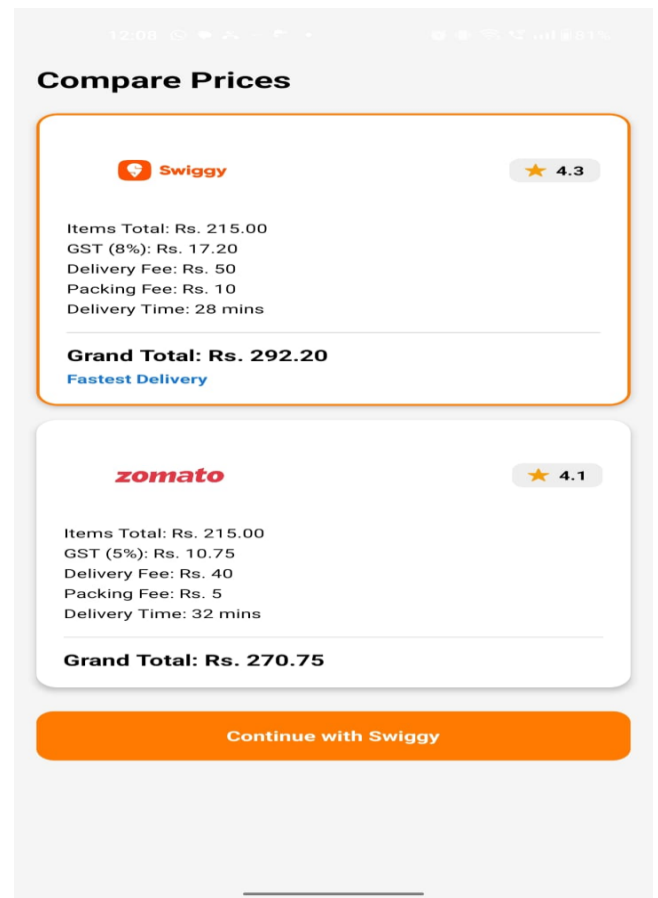 12:08
81%
Compare Prices
Swiggy
4.3
Items Total: Rs. 215.00
GST (8%): Rs. 17.20
Delivery Fee: Rs. 50
Packing Fee: Rs. 10
Delivery Time: 28 mins
Grand Total: Rs. 292.20
Fastest Delivery
zomato
4.1
Items Total: Rs. 215.00
GST (5%): Rs. 10.75
Delivery Fee: Rs. 40
Packing Fee: Rs. 5
Delivery Time: 32 mins
Grand Total: Rs. 270.75
Continue with Swiggy